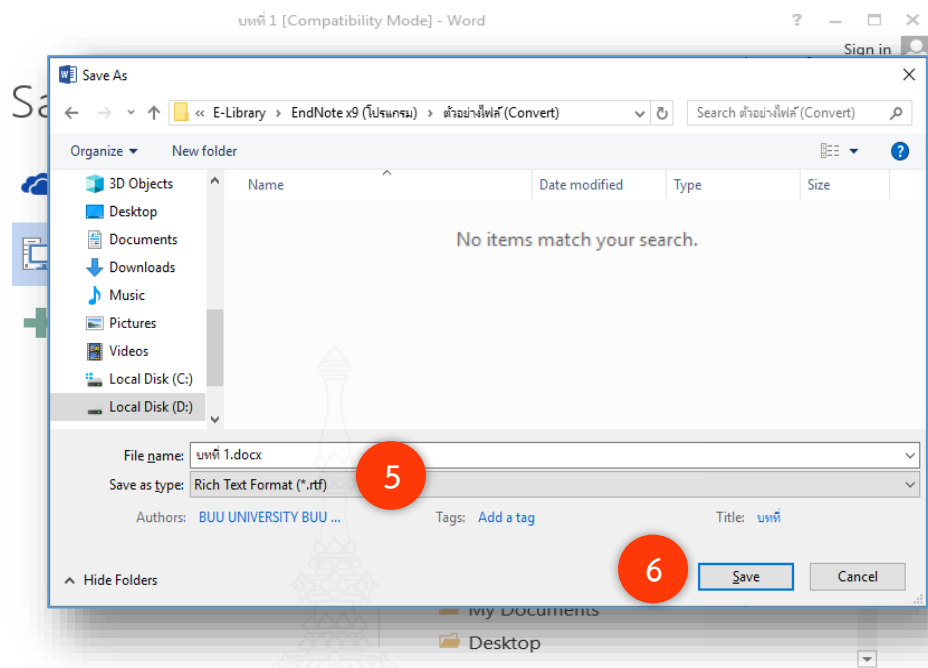 บทที่ 1 [Compatibility Mode] - Word ?
Sign in
Save As
Sa
« E-Library › EndNote x9 (โปรแกรม) › ตัวอย่างไฟล์ (Convert) Search ตัวอย่างไฟล์ (Convert)
Organize New folder ?
Name Date modified Type Size
3D Objects
Desktop
Documents
Downloads
Music
Pictures
Videos
Local Disk (C:)
Local Disk (D:)
No items match your search.
File name: บทที่ 1.docx
Save as type: Rich Text Format (*.rtf)
5
Authors: BUU UNIVERSITY BUU ... Tags: Add a tag Title: บทที่
Hide Folders 6 Save Cancel
My Documents
Desktop